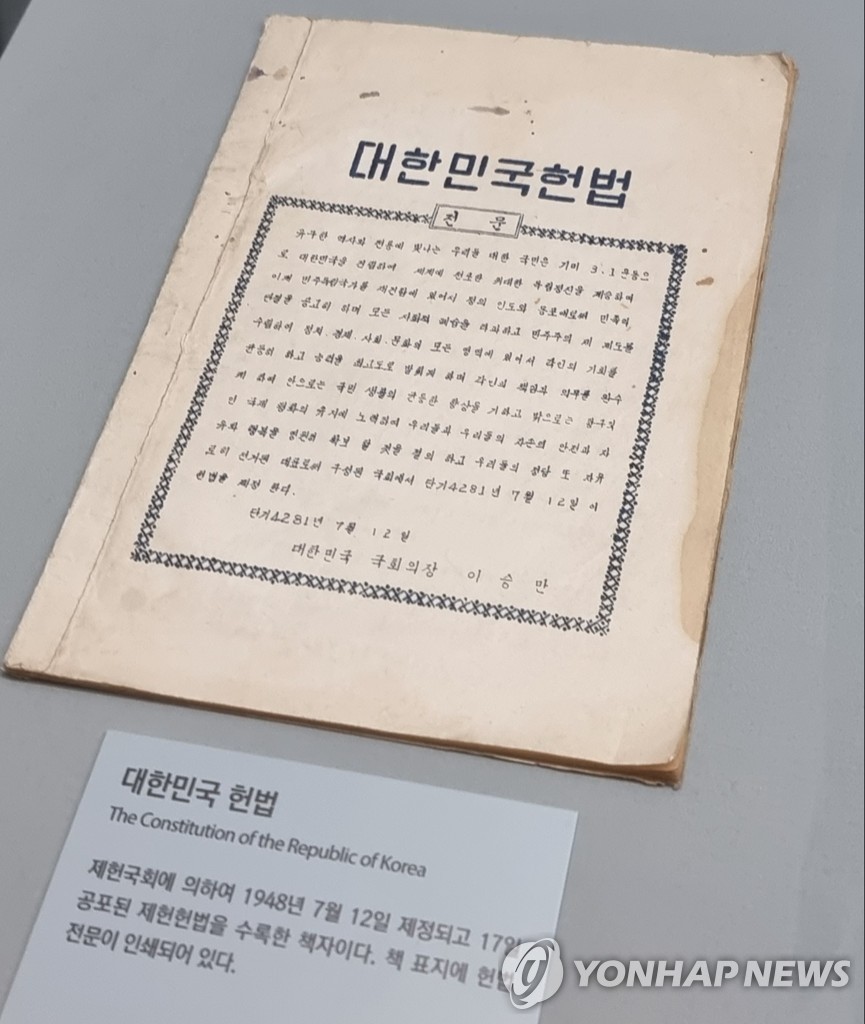 대한민국헌법
전 문
유구한 역사와 전통에 빛나는 우리들 대한 국민은 기미 3.1운동으
로 대한민국을 건립하여 세계에 선포한 위대한 독립정신을 계승하여
이제 민주독립국가를 재건함에 있어서 정의 인도와 동포애로써 민족의
단결을 공고히 하며 모든 사회적 폐습을 타파하고 민주주의 제 제도를
수립하여 정치.경제.사회.문화의 모든 영역에 있어서 각인의 기회를
균등히 하고 능력을 최고도로 발휘케 하며 각인의 책임과 의무를 완수
케 하여 안으로는 국민 생활의 균등한 향상을 기하고 밖으로는 항구적
인 국제 평화의 유지에 노력하여 우리들과 우리들의 자손의 안전과 자
유와 행복을 영원히 확보 할 것을 결의 하고 우리들의 정당 또 자유
로히 선거된 대표로써 구성된 국회에서 단기4281년 7월 12일 이
헌법을 제정 한다.
단기4281년 7월 12일
대한민국 국회의장 이 승 만
대한민국 헌법
The Constitution of the Republic of Korea
제헌국회에 의하여 1948년 7월 12일 제정되고 17일
공포된 제헌헌법을 수록한 책자이다. 책 표지에 헌법
전문이 인쇄되어 있다.
YONHAP NEWS